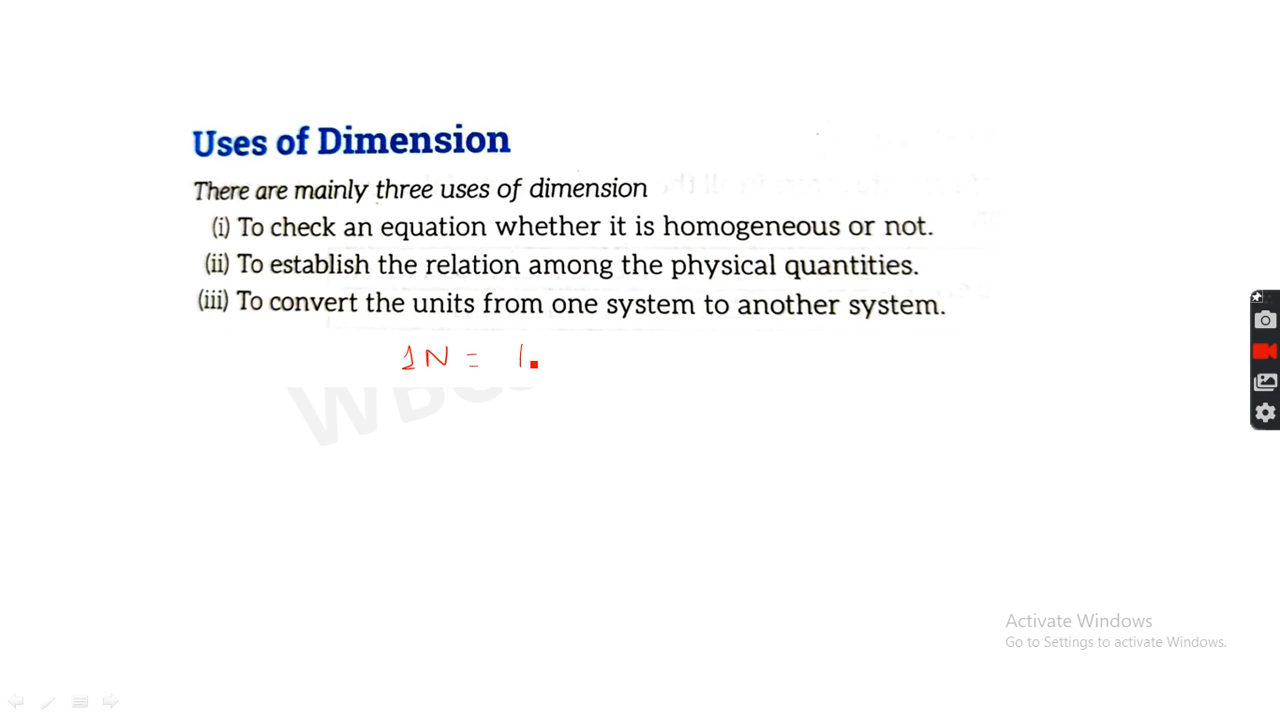 Uses of Dimension
There are mainly three uses of dimension
(i) To check an equation whether it is homogeneous or not.
(ii) To establish the relation among the physical quantities.
(iii) To convert the units from one system to another system.
1N = 1
Activate Windows
Go to Settings to activate Windows.